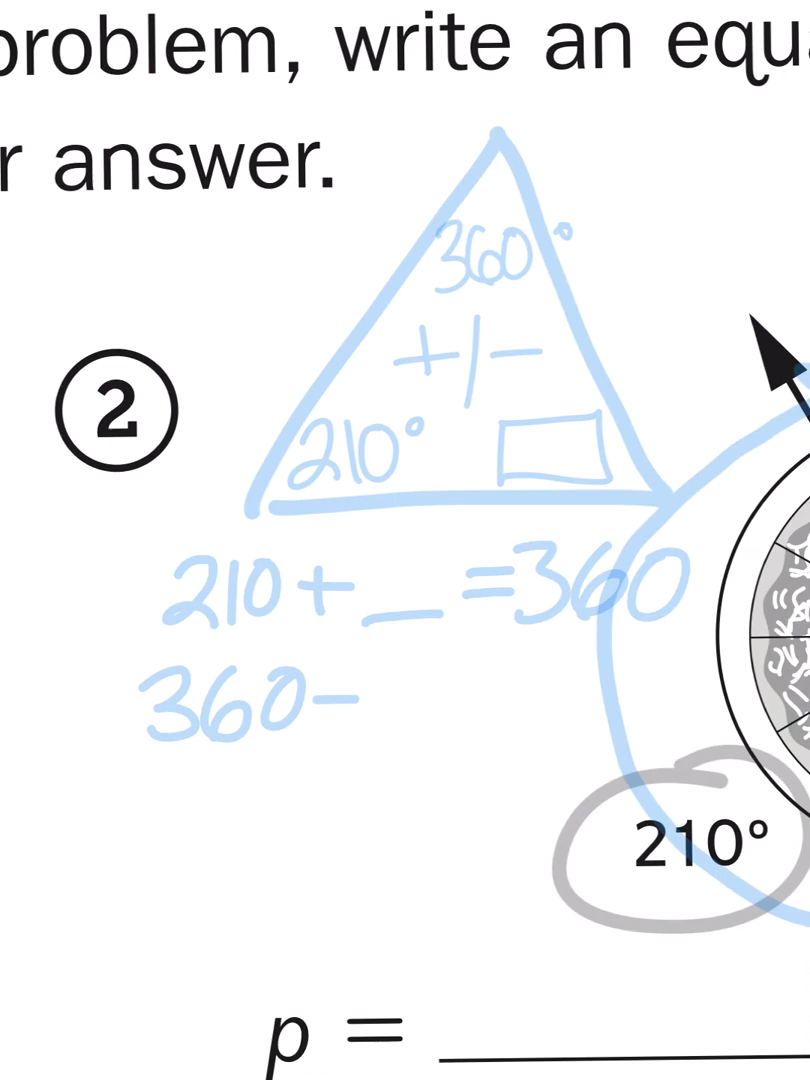 problem, write an equ
r answer.
360°
+/-
2
210°
210+_=360
360-
210°
p =